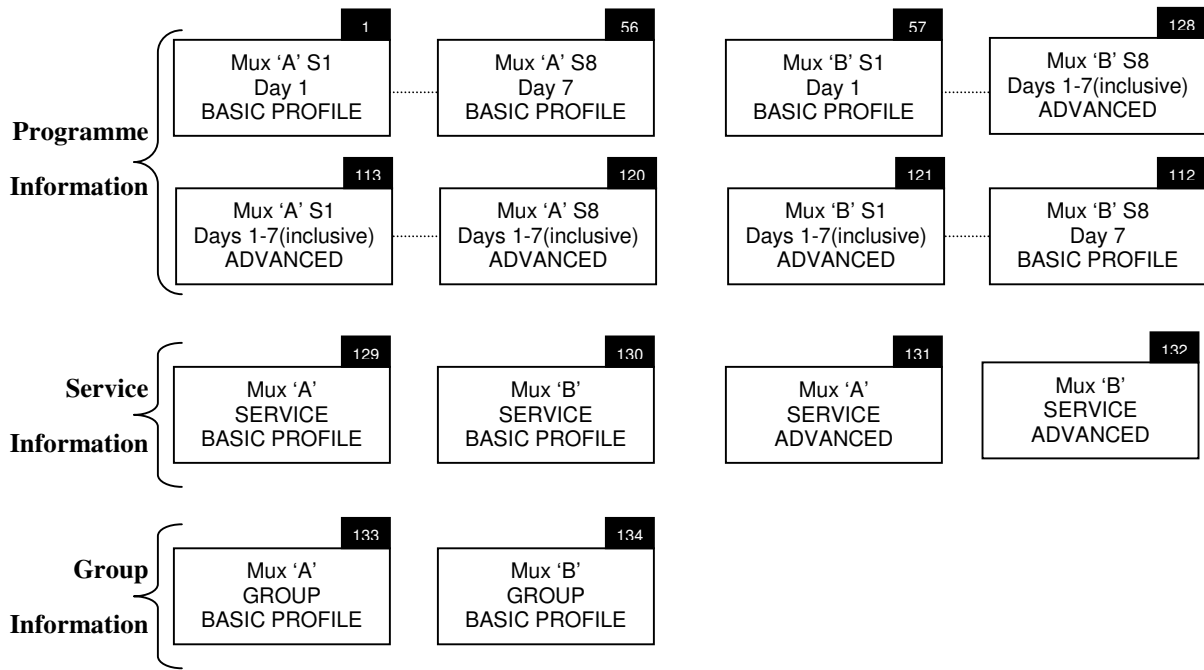 1
Mux ‘A’ S1
Day 1
BASIC PROFILE
56
Mux ‘A’ S8
Day 7
BASIC PROFILE
57
Mux ‘B’ S1
Day 1
BASIC PROFILE
128
Mux ‘B’ S8
Days 1-7(inclusive)
ADVANCED
Programme
Information
113
Mux ‘A’ S1
Days 1-7(inclusive)
ADVANCED
120
Mux ‘A’ S8
Days 1-7(inclusive)
ADVANCED
121
Mux ‘B’ S1
Days 1-7(inclusive)
ADVANCED
112
Mux ‘B’ S8
Day 7
BASIC PROFILE
Service
Information
129
Mux ‘A’
SERVICE
BASIC PROFILE
130
Mux ‘B’
SERVICE
BASIC PROFILE
131
Mux ‘A’
SERVICE
ADVANCED
132
Mux ‘B’
SERVICE
ADVANCED
Group
Information
133
Mux ‘A’
GROUP
BASIC PROFILE
134
Mux ‘B’
GROUP
BASIC PROFILE